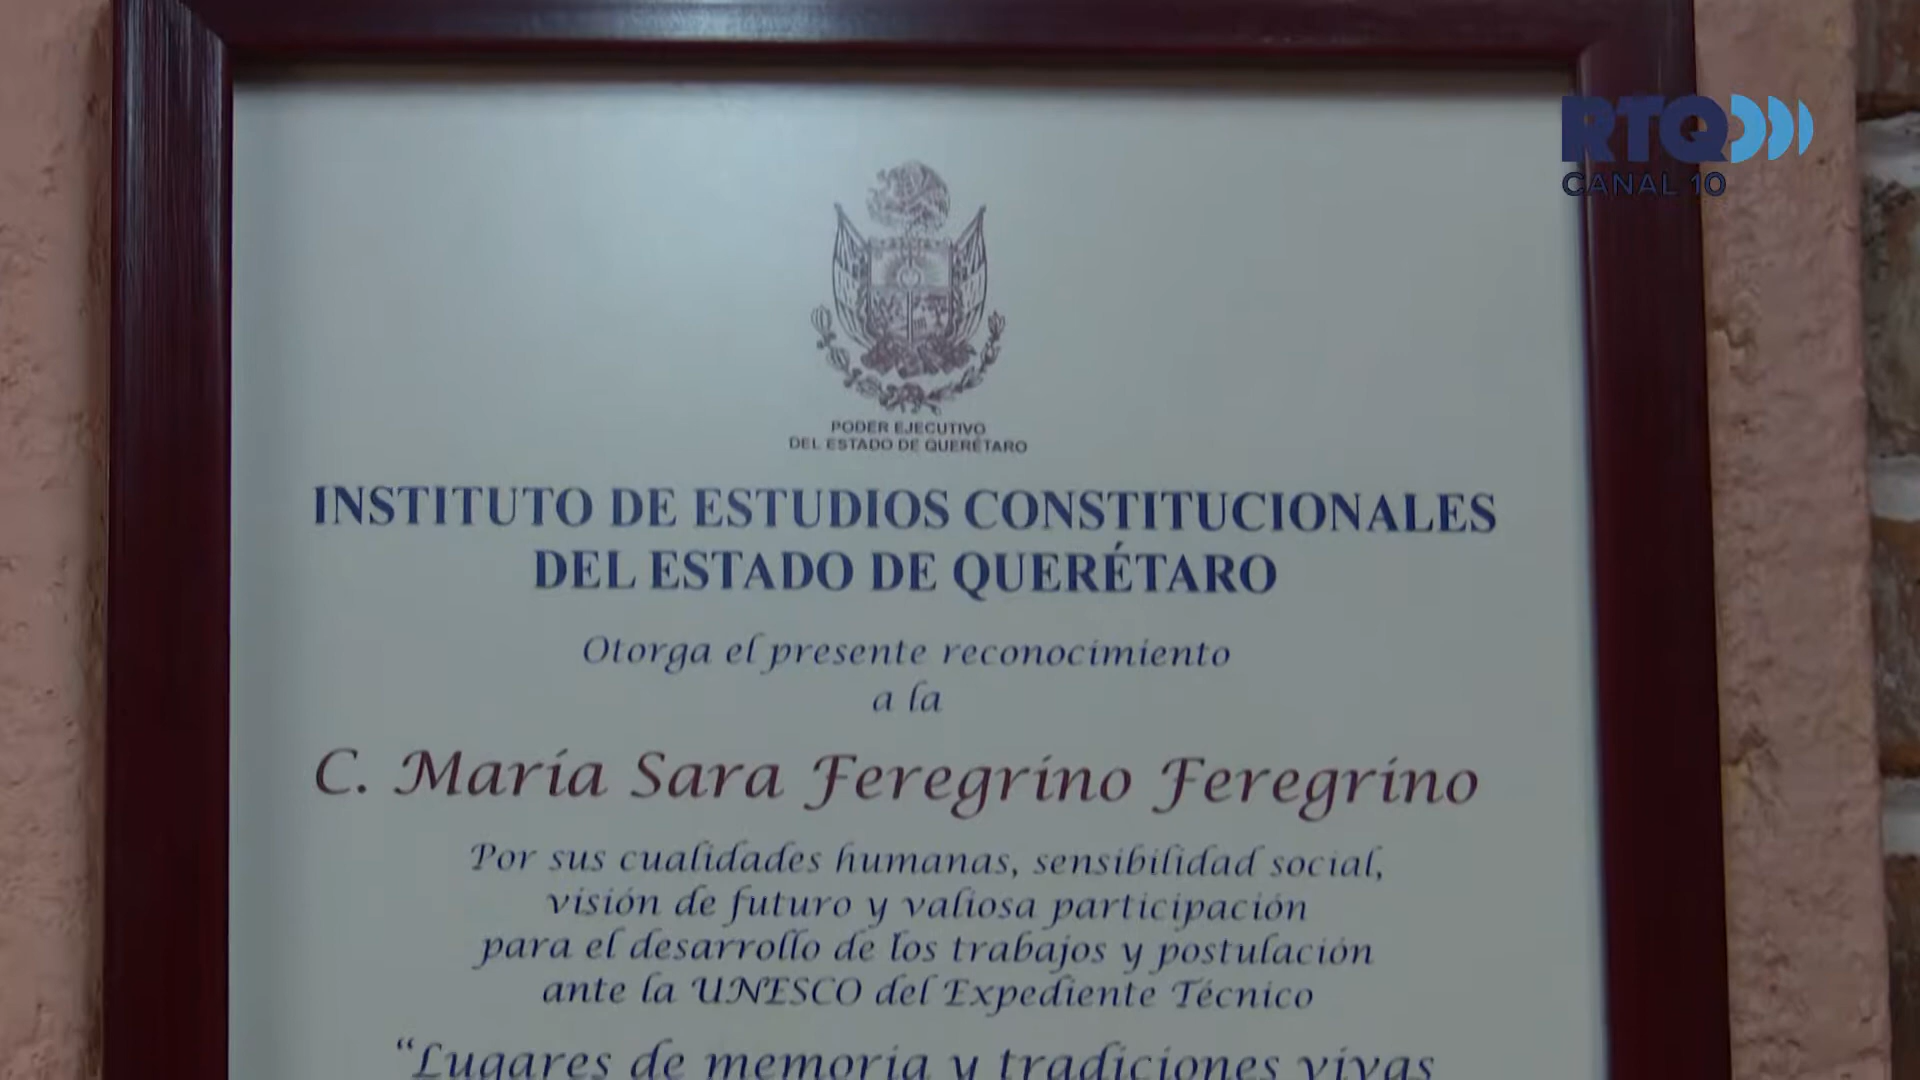 RTQ
CANAL 10
PODER EJECUTIVO
DEL ESTADO DE QUERÉTARO
INSTITUTO DE ESTUDIOS CONSTITUCIONALES
DEL ESTADO DE QUERÉTARO
Otorga el presente reconocimiento
a la
C. María Sara Feregrino Feregrino
Por sus cualidades humanas, sensibilidad social,
visión de futuro y valiosa participación
para el desarrollo de los trabajos y postulación
ante la UNESCO del Expediente Técnico
“Lugares de memoria y tradiciones vivas